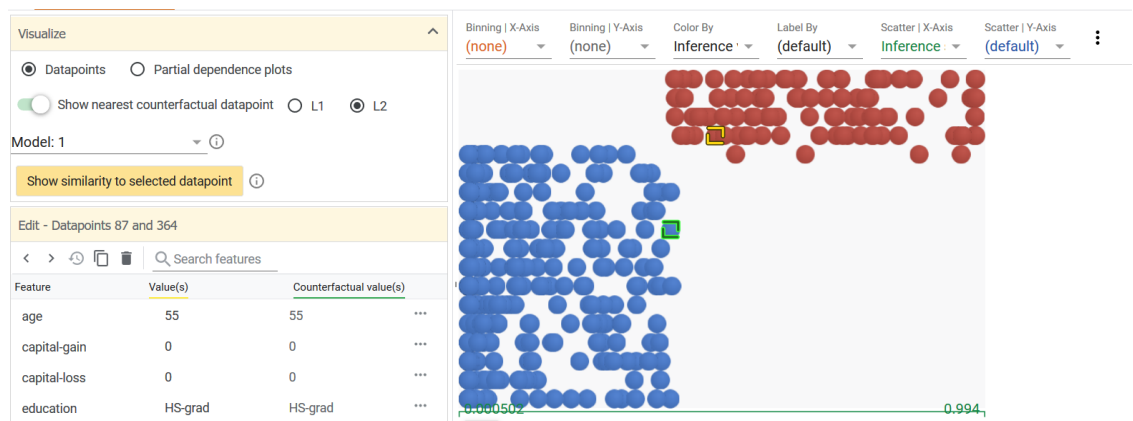 Visualize
Datapoints Partial dependence plots
Show nearest counterfactual datapoint L1 L2
Model: 1
Show similarity to selected datapoint
Edit - Datapoints 87 and 364
Search features
Feature Value(s) Counterfactual value(s)
age 55 55
capital-gain 0 0
capital-loss 0 0
education HS-grad HS-grad
Binning | X-Axis Binning | Y-Axis Color By Label By Scatter | X-Axis Scatter | Y-Axis
(none) (none) Inference (default) Inference (default)
0.000502 0.994